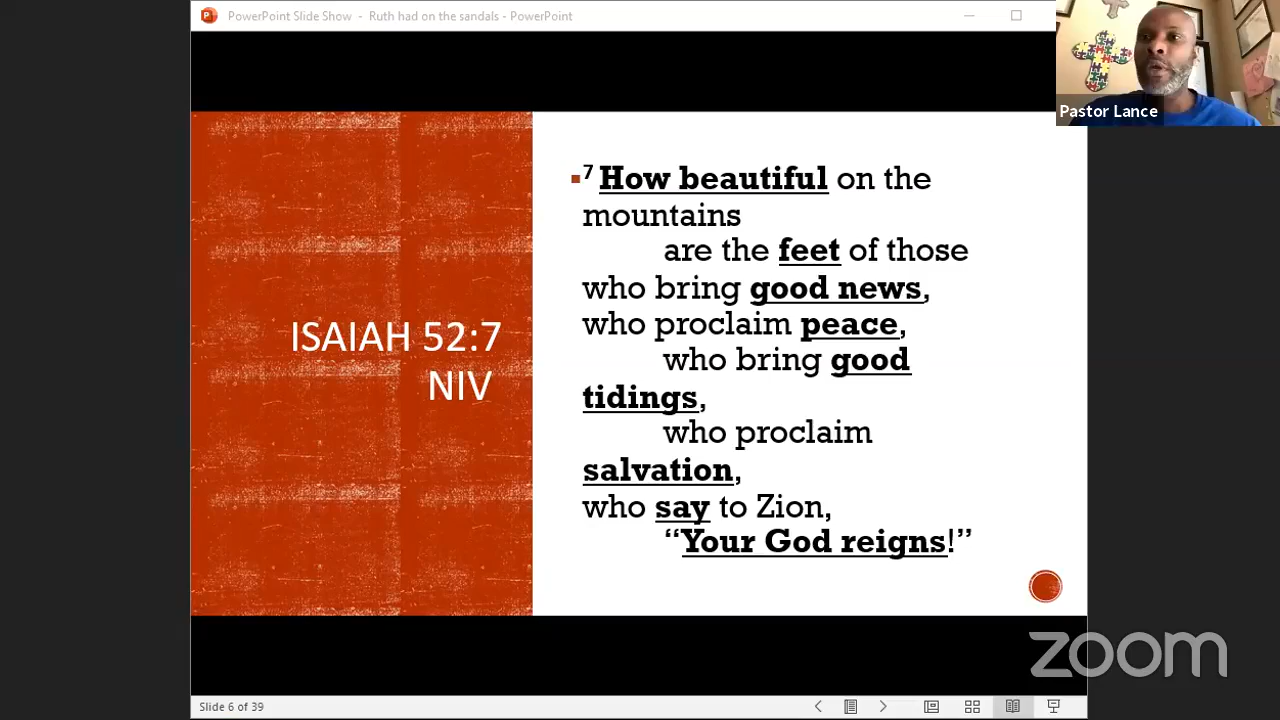 PowerPoint Slide Show - Ruth had on the sandals - PowerPoint
Pastor Lance
ISAIAH 52:7
NIV
7 How beautiful on the
mountains
are the feet of those
who bring good news,
who proclaim peace,
who bring good
tidings,
who proclaim
salvation,
who say to Zion,
“Your God reigns!”
zoom
Slide 6 of 39